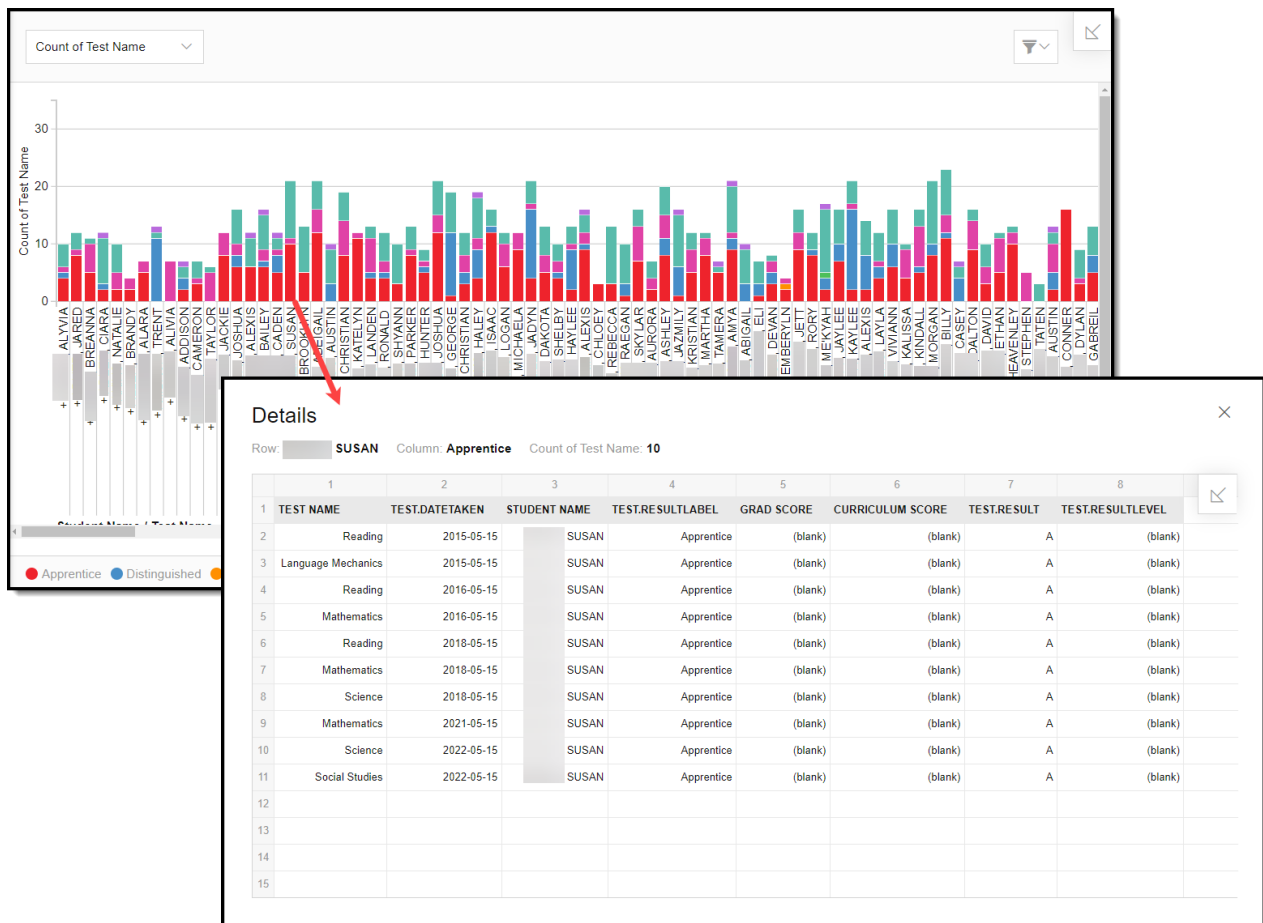 Count of Test Name
30
20
10
0
Count of Test Name
ALYVIA
JARED
BREANNA
CIARA
NATALIE
BRANDY
ALARA
TRENT
ALIVIA
ADDISON
CAMERON
TAYLOR
JACKIE
JOSHUA
ALEXIS
BAILEY
CADEN
SUSAN
CHRISTIAN
KATELYN
LANDEN
RONALD
SHYANN
PARKER
HUNTER
JOSHUA
GEORGIE
CHRISTIAN
HALEY
ISAAC
LOGAN
MICHAELA
JADYN
DAKOTA
SHELBY
HAYLEE
ALEXIS
CHLOEY
REBECCA
RAEGAN
SKYLAR
AURORA
ASHLEY
JAZMILY
KRISTIAN
MARTHA
TAMERA
AMYA
ABIGAIL
ELI
DEVAN
EMBERYLN
JETT
RORY
MEKYAH
JAYLEE
KAYLEE
ALEXIS
LAYLA
VIVIANN
KALISSA
KINDALL
MORGAN
BILLY
CASEY
DALTON
DAVID
ETHAN
HEAVENLEY
STEPHEN
TATEN
AUSTIN
CONNER
DYLAN
GABREIL
Apprentice Distinguished
Details
Row: SUSAN Column: Apprentice Count of Test Name: 10
1 2 3 4 5 6 7 8
1 TEST NAME TEST.DATETAKEN STUDENT NAME TEST.RESULTLABEL GRAD SCORE CURRICULUM SCORE TEST.RESULT TEST.RESULTLEVEL
2 Reading 2015-05-15 SUSAN Apprentice (blank) (blank) A (blank)
3 Language Mechanics 2015-05-15 SUSAN Apprentice (blank) (blank) A (blank)
4 Reading 2016-05-15 SUSAN Apprentice (blank) (blank) A (blank)
5 Mathematics 2016-05-15 SUSAN Apprentice (blank) (blank) A (blank)
6 Reading 2018-05-15 SUSAN Apprentice (blank) (blank) A (blank)
7 Mathematics 2018-05-15 SUSAN Apprentice (blank) (blank) A (blank)
8 Science 2018-05-15 SUSAN Apprentice (blank) (blank) A (blank)
9 Mathematics 2021-05-15 SUSAN Apprentice (blank) (blank) A (blank)
10 Science 2022-05-15 SUSAN Apprentice (blank) (blank) A (blank)
11 Social Studies 2022-05-15 SUSAN Apprentice (blank) (blank) A (blank)
12
13
14
15